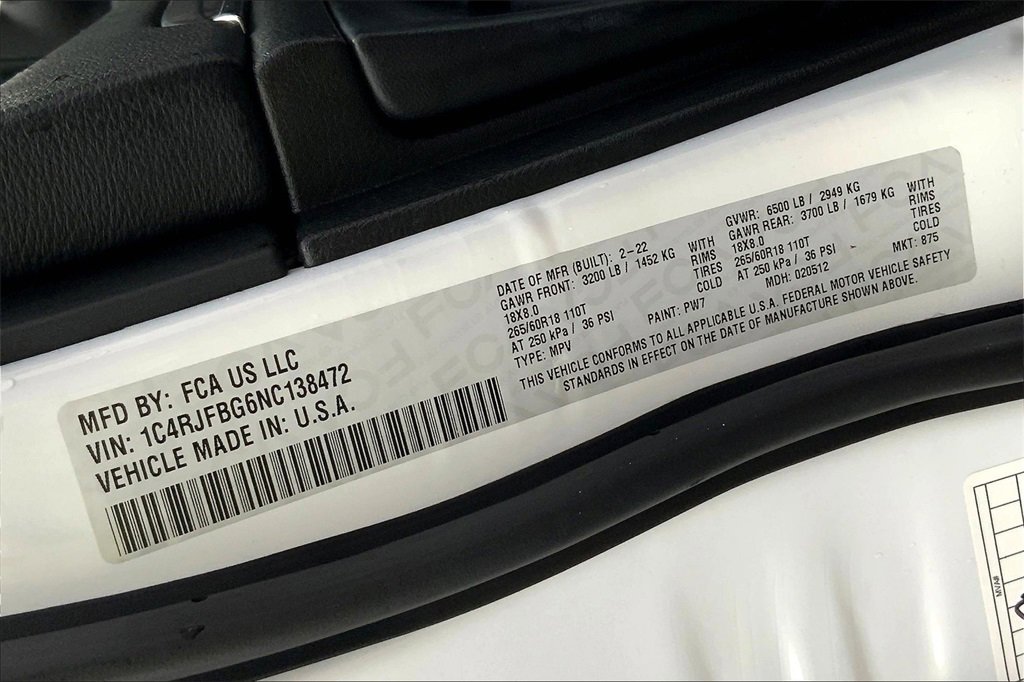 MFD BY: FCA US LLC
VIN: 1C4RJFBG6NC138472
VEHICLE MADE IN: U.S.A.
DATE OF MFR (BUILT): 2-22
GAWR FRONT: 3200 LB / 1452 KG WITH
18X8.0 RIMS
265/60R18 110T TIRES
AT 250 kPa / 36 PSI COLD
TYPE: MPV PAINT: PW7
GVWR: 6500 LB / 2949 KG
GAWR REAR: 3700 LB / 1679 KG WITH
18X8.0 RIMS
265/60R18 110T TIRES
AT 250 kPa / 36 PSI COLD
MDH: 020512 MKT: 875
THIS VEHICLE CONFORMS TO ALL APPLICABLE U.S.A. FEDERAL MOTOR VEHICLE SAFETY
STANDARDS IN EFFECT ON THE DATE OF MANUFACTURE SHOWN ABOVE.
MVA#